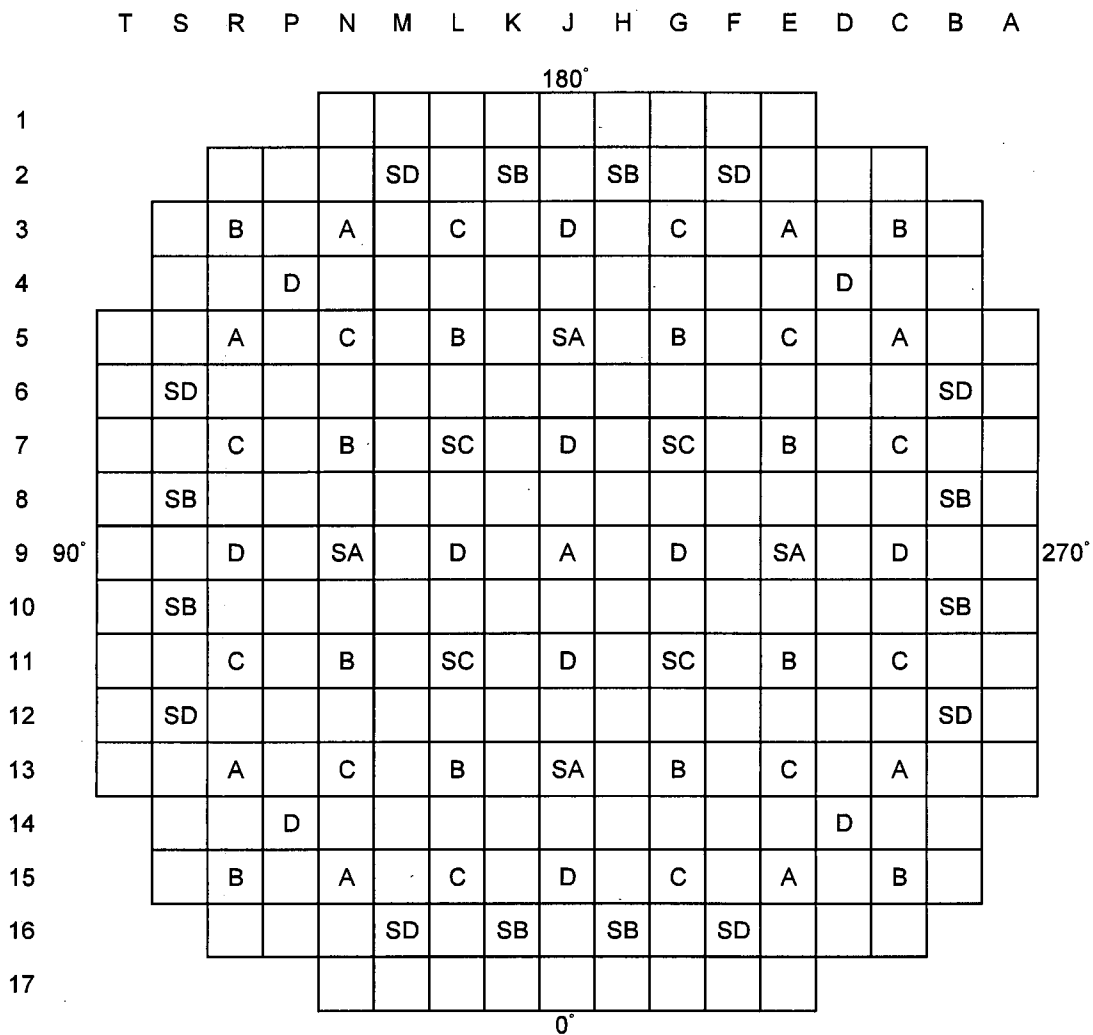 T S R P N M L K J H G F E D C B A
180°
1
2 SD SB SB SD
3 B A C D C A B
4 D D
5 A C B SA B C A
6 SD SD
7 C B SC D SC B C
8 SB SB
9 90° D SA D A D SA D 270°
10 SB SB
11 C B SC D SC B C
12 SD SD
13 A C B SA B C A
14 D D
15 B A C D C A B
16 SD SB SB SD
17
0°